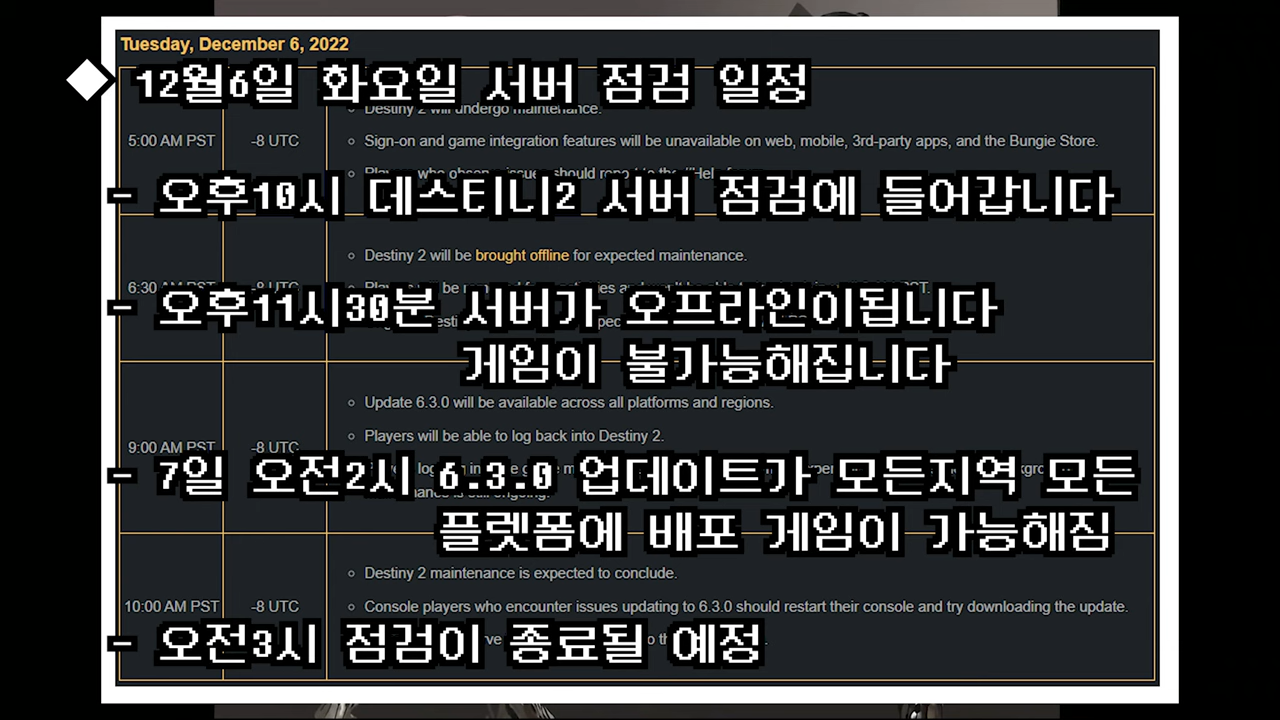 Tuesday, December 6, 2022
◆ 12월6일 화요일 서버 점검 일정
Destiny 2 will undergo maintenance.
5:00 AM PST -8 UTC
Sign-on and game integration features will be unavailable on web, mobile, 3rd-party apps, and the Bungie Store.
- 오후10시 데스티니2 서버 점검에 들어갑니다
Destiny 2 will be brought offline for expected maintenance.
6:30 AM PST -8 UTC
- 오후11시30분 서버가 오프라인이됩니다
게임이 불가능해집니다
Update 6.3.0 will be available across all platforms and regions.
Players will be able to log back into Destiny 2.
9:00 AM PST -8 UTC
- 7일 오전2시 6.3.0 업데이트가 모든지역 모든
플렛폼에 배포 게임이 가능해짐
Destiny 2 maintenance is expected to conclude.
10:00 AM PST -8 UTC
Console players who encounter issues updating to 6.3.0 should restart their console and try downloading the update.
- 오전3시 점검이 종료될 예정